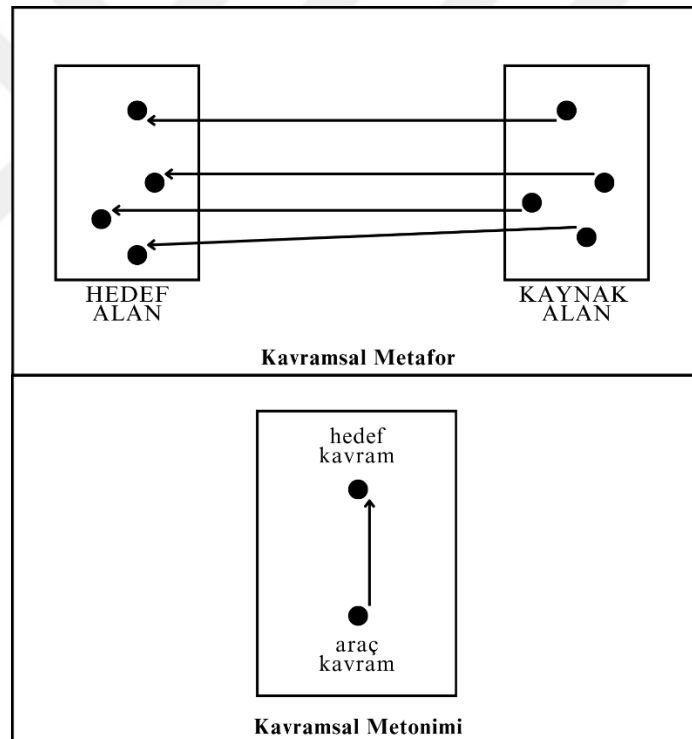 HEDEF
ALAN
KAYNAK
ALAN
Kavramsal Metafor
hedef
kavram
araç
kavram
Kavramsal Metonimi